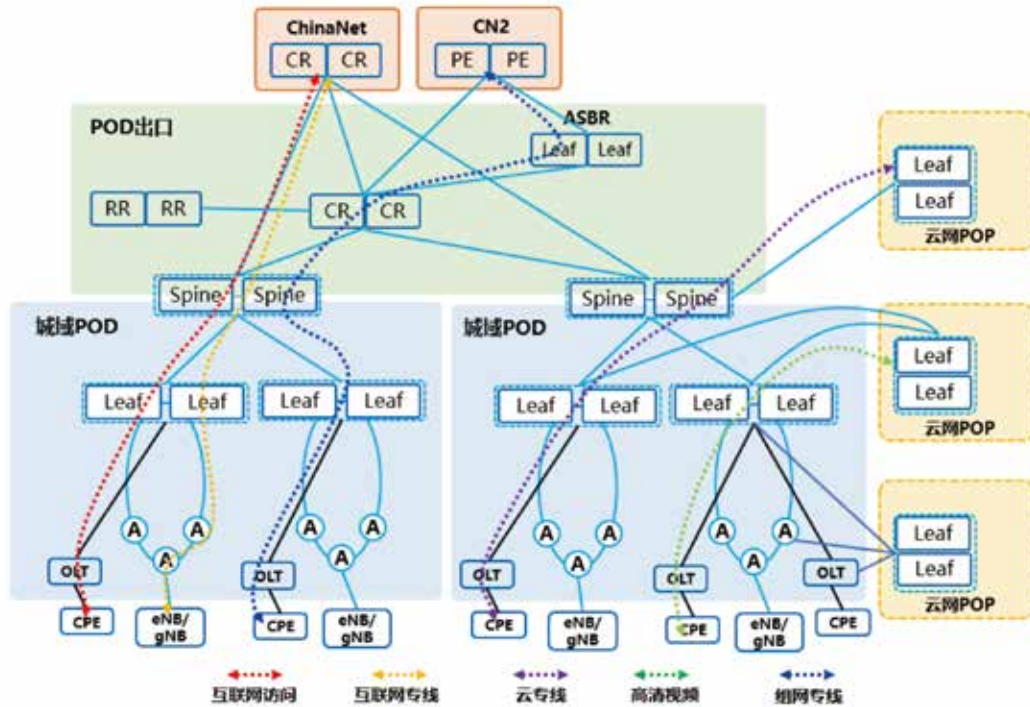 ChinaNet
CN2
CR CR
PE PE
POD出口
ASBR
Leaf Leaf
RR RR
CR CR
Leaf
Leaf
云网POP
Spine Spine
Spine Spine
城域POD
城域POD
Leaf
Leaf
云网POP
Leaf Leaf
Leaf Leaf
Leaf Leaf
Leaf Leaf
A A A
A A A
A A A
A A A
Leaf
Leaf
云网POP
OLT
OLT
OLT
OLT
OLT
CPE
eNB/
gNB
CPE
eNB/
gNB
CPE
eNB/
gNB
CPE
eNB/
gNB
CPE
互联网访问
互联网专线
云专线
高清视频
组网专线